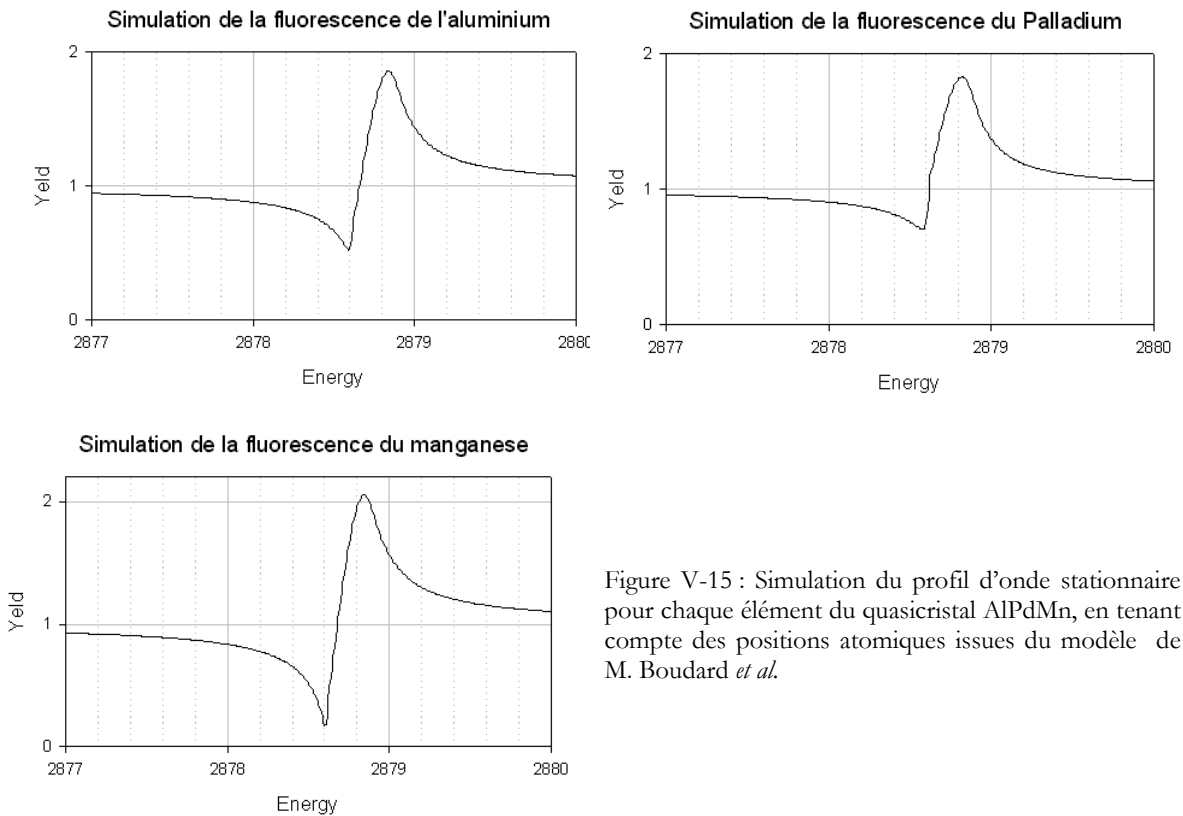 Simulation de la fluorescence de l'aluminium
2
1
0
Yeld
2877
2878
2879
2880
Energy
Simulation de la fluorescence du Palladium
2
1
0
Yeld
2877
2878
2879
2880
Energy
Simulation de la fluorescence du manganese
2
1
0
Yeld
2877
2878
2879
2880
Energy
Figure V-15 : Simulation du profil d'onde stationnaire
pour chaque élément du quasicristal AlPdMn, en tenant
compte des positions atomiques issues du modèle de
M. Boudard et al.